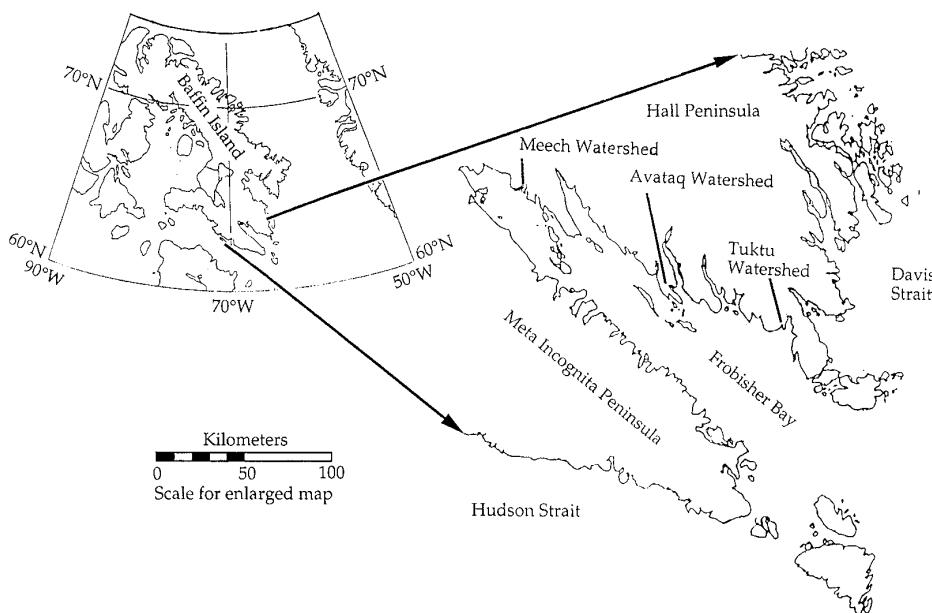 70°N
70°N
Baffin Island
60°N
90°W
70°W
60°N
50°W
Hall Peninsula
Meech Watershed
Avataq Watershed
Tuktu
Watershed
Davis
Strait
Meta Incognita Peninsula
Frobisher Bay
Hudson Strait
Kilometers
0 50 100
Scale for enlarged map